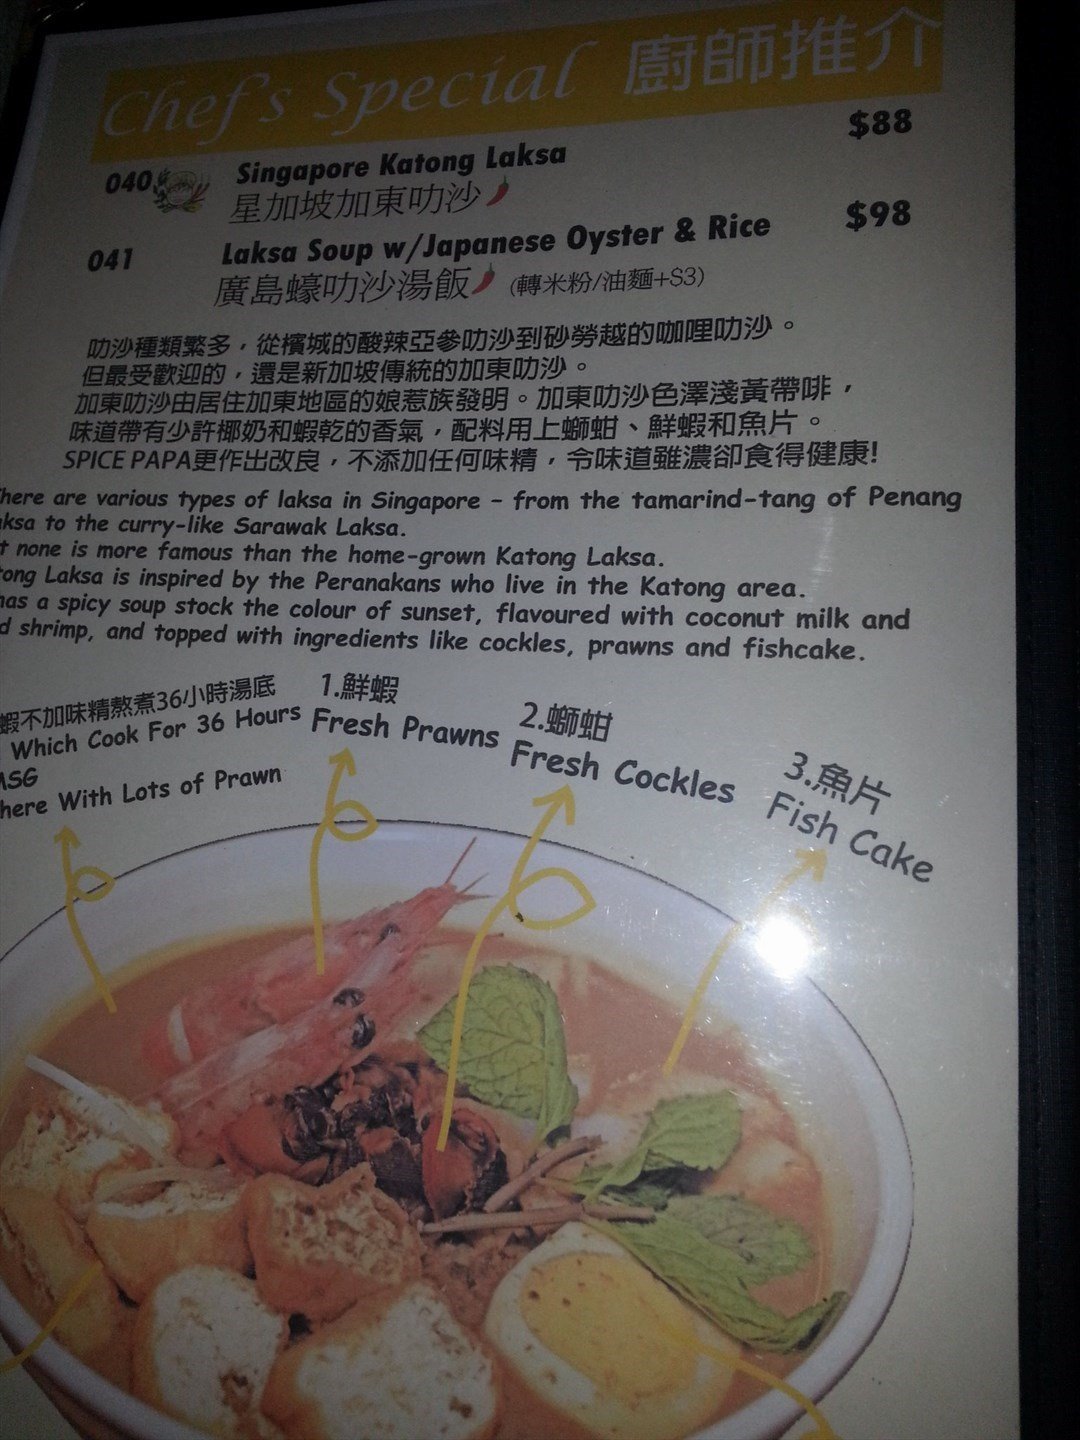 Chef's Special 廚師推介
040 Singapore Katong Laksa $88
星加坡加東叻沙
041 Laksa Soup w/Japanese Oyster & Rice $98
廣島蠔叻沙湯飯 (轉米粉/油麵+$3)
叻沙種類繁多，從檳城的酸辣亞參叻沙到砂勞越的咖哩叻沙。
但最受歡迎的，還是新加坡傳統的加東叻沙。
加東叻沙由居住加東地區的娘惹族發明。加東叻沙色澤淺黃帶啡，
味道帶有少許椰奶和蝦乾的香氣，配料用上螄蚶、鮮蝦和魚片。
SPICE PAPA更作出改良，不添加任何味精，令味道雖濃卻食得健康!
here are various types of laksa in Singapore – from the tamarind-tang of Penang
aksa to the curry-like Sarawak Laksa.
t none is more famous than the home-grown Katong Laksa.
tong Laksa is inspired by the Peranakans who live in the Katong area.
has a spicy soup stock the colour of sunset, flavoured with coconut milk and
d shrimp, and topped with ingredients like cockles, prawns and fishcake.
蝦不加味精熬煮36小時湯底
Which Cook For 36 Hours
MSG
here With Lots of Prawn
1.鮮蝦
Fresh Prawns
2.螄蚶
Fresh Cockles
3.魚片
Fish Cake